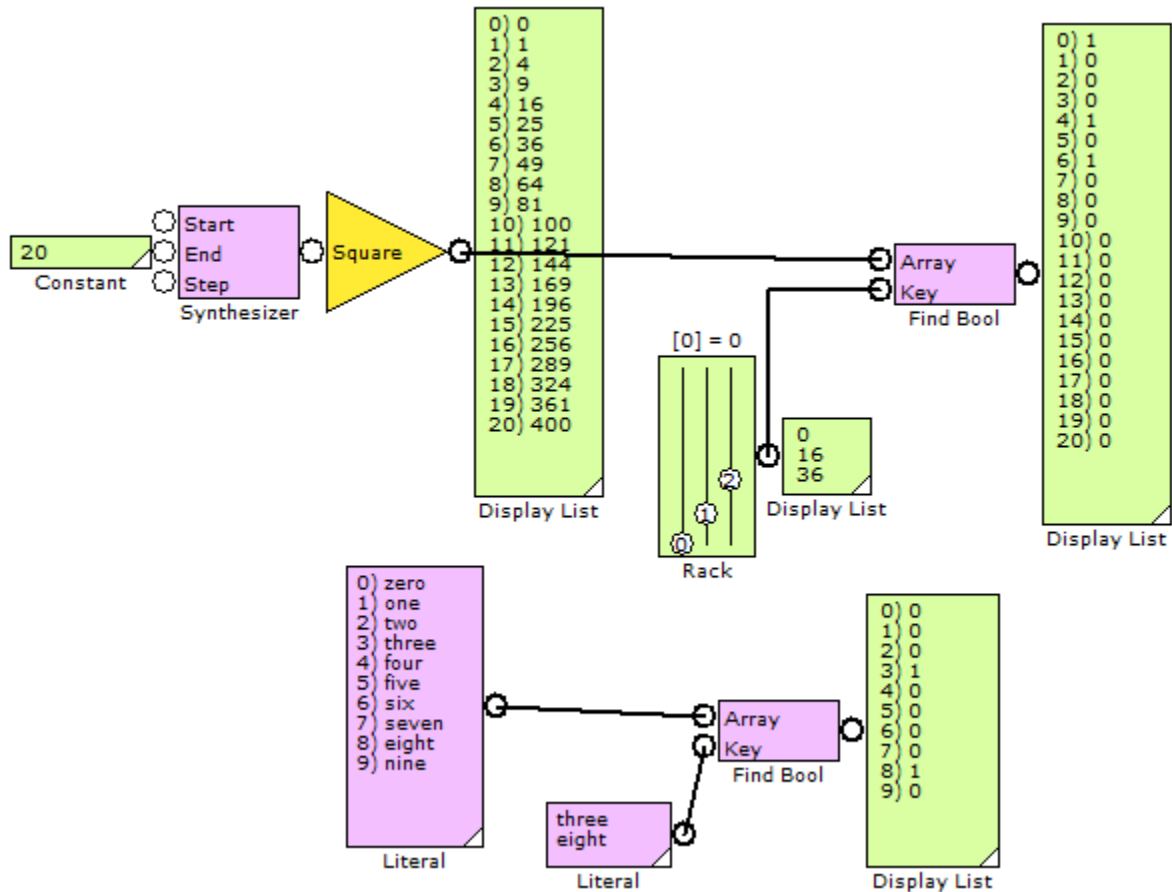 20
Constant
Start
End
Step
Synthesizer
Square
0) 0
1) 1
2) 4
3) 9
4) 16
5) 25
6) 36
7) 49
8) 64
9) 81
10) 100
11) 121
12) 144
13) 169
14) 196
15) 225
16) 256
17) 289
18) 324
19) 361
20) 400
Display List
[0] = 0
0
1
2
Rack
0
16
36
Display List
Array
Key
Find Bool
0) 1
1) 0
2) 0
3) 0
4) 1
5) 0
6) 1
7) 0
8) 0
9) 0
10) 0
11) 0
12) 0
13) 0
14) 0
15) 0
16) 0
17) 0
18) 0
19) 0
20) 0
Display List
0) zero
1) one
2) two
3) three
4) four
5) five
6) six
7) seven
8) eight
9) nine
Literal
three
eight
Literal
Array
Key
Find Bool
0) 0
1) 0
2) 0
3) 1
4) 0
5) 0
6) 0
7) 0
8) 1
9) 0
Display List